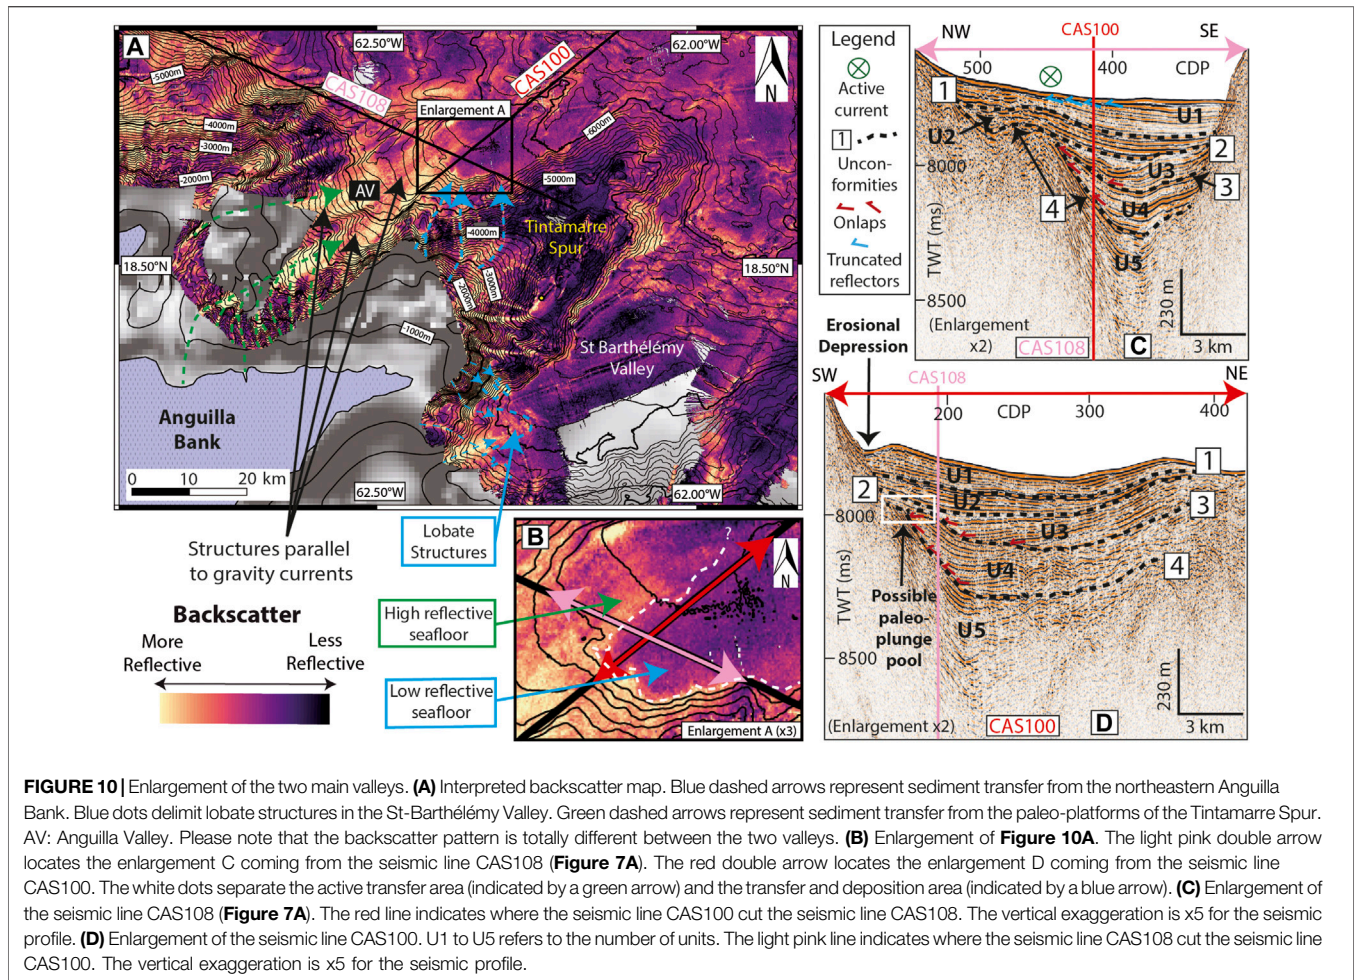 A
62.50°W
62.00°W
N
CAS108
CAS100
Enlargement A
-5000m
-4000m
-3000m
-2000m
-6000m
-5000m
AV
-4000m
Tintamarre
Spur
18.50°N
18.50°N
-3000m
-2000m
-1000m
St Barthélémy
Valley
Anguilla
Bank
0 10 20 km
62.50°W
62.00°W
Structures parallel
to gravity currents
Lobate
Structures
Backscatter
More
Reflective
Less
Reflective
High reflective
seafloor
Low reflective
seafloor
B
?
N
Enlargement A (x3)
Legend
Active
current
1
Uncon-
formities
Onlaps
Truncated
reflectors
NW
CAS100
SE
500
400
CDP
1
U1
U2
2
8000
U3
3
4
U4
U5
TWT (ms)
8500
230 m
(Enlargement
x2)
CAS108
C
3 km
Erosional
Depression
SW
CAS108
NE
200
CDP
300
400
U1
1
2
U2
3
8000
U3
U4
4
TWT (ms)
Possible
paleo-
plunge
pool
U5
8500
230 m
(Enlargement x2)
CAS100
D
3 km
FIGURE 10 | Enlargement of the two main valleys. (A) Interpreted backscatter map. Blue dashed arrows represent sediment transfer from the northeastern Anguilla
Bank. Blue dots delimit lobate structures in the St-Barthélémy Valley. Green dashed arrows represent sediment transfer from the paleo-platforms of the Tintamarre Spur.
AV: Anguilla Valley. Please note that the backscatter pattern is totally different between the two valleys. (B) Enlargement of Figure 10A. The light pink double arrow
locates the enlargement C coming from the seismic line CAS108 (Figure 7A). The red double arrow locates the enlargement D coming from the seismic line
CAS100. The white dots separate the active transfer area (indicated by a green arrow) and the transfer and deposition area (indicated by a blue arrow). (C) Enlargement of
the seismic line CAS108 (Figure 7A). The red line indicates where the seismic line CAS100 cut the seismic line CAS108. The vertical exaggeration is x5 for the seismic
profile. (D) Enlargement of the seismic line CAS100. U1 to U5 refers to the number of units. The light pink line indicates where the seismic line CAS108 cut the seismic line
CAS100. The vertical exaggeration is x5 for the seismic profile.